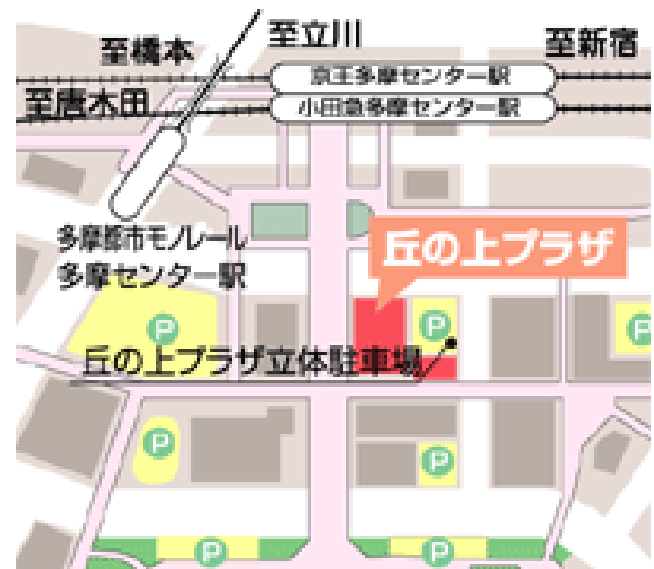 至立川
至新宿
至橋本
京王多摩センター駅
至唐木田
小田急多摩センター駅
多摩都市モノレール
多摩センター駅
丘の上プラザ
P
P
P
丘の上プラザ立体駐車場
P
P
P
P